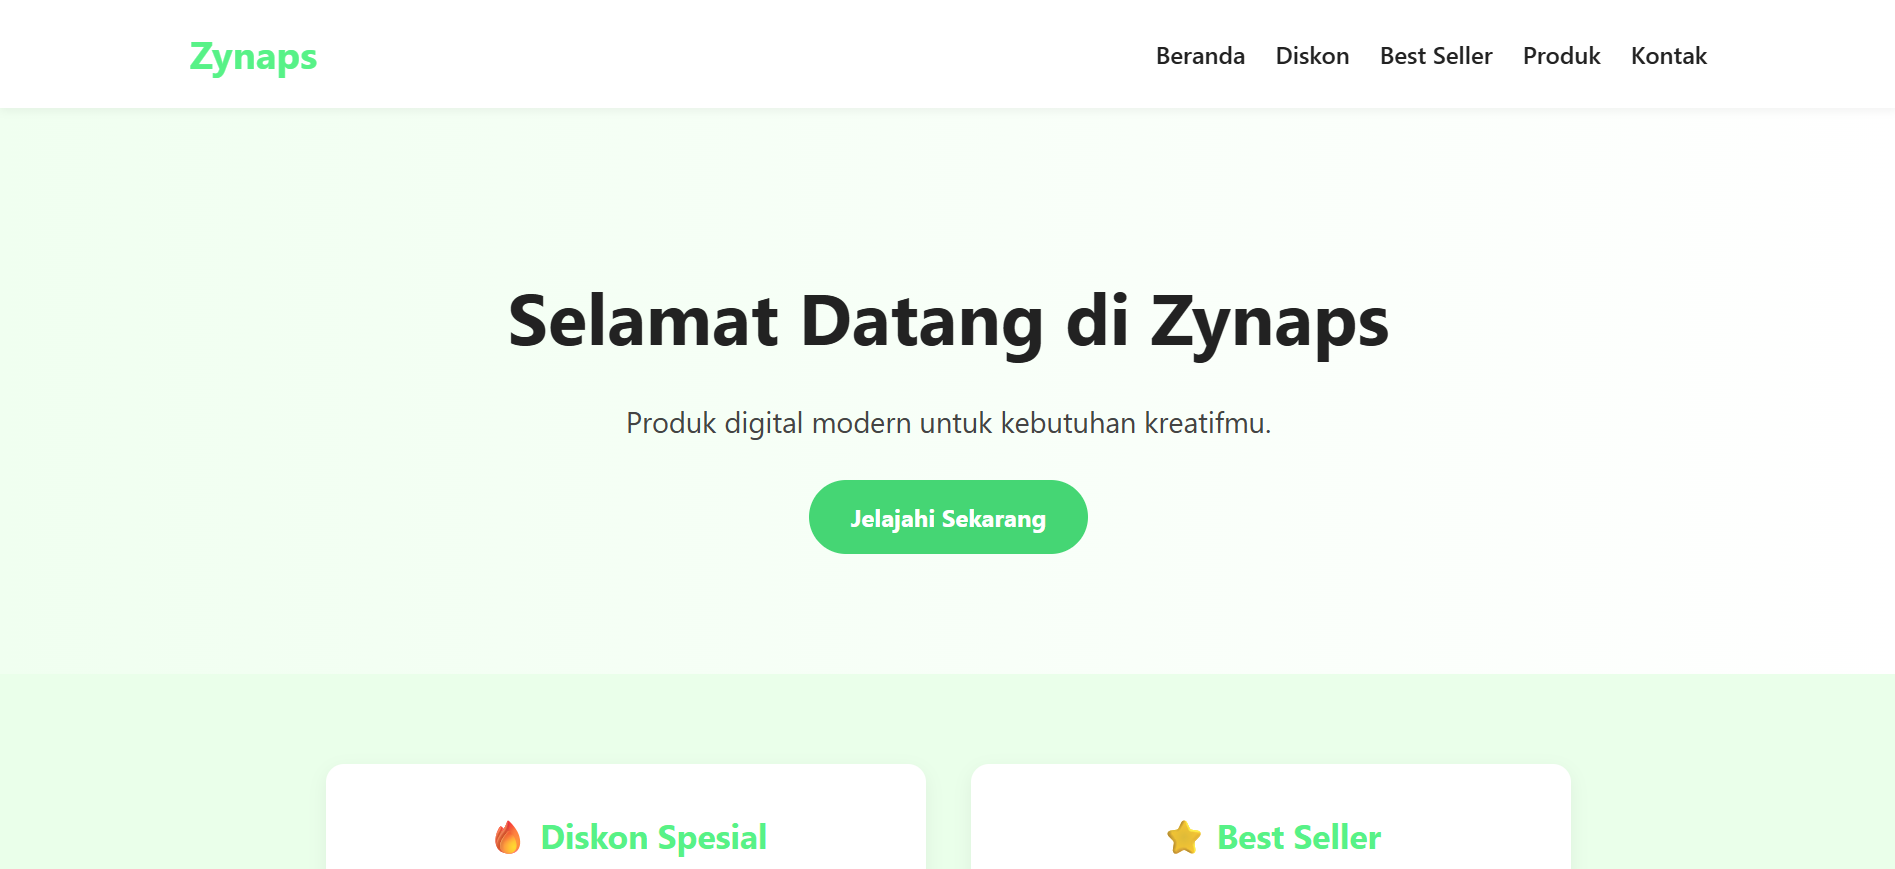 Zynaps
Beranda Diskon Best Seller Produk Kontak
Selamat Datang di Zynaps
Produk digital modern untuk kebutuhan kreatifmu.
Jelajahi Sekarang
🔥 Diskon Spesial
⭐ Best Seller